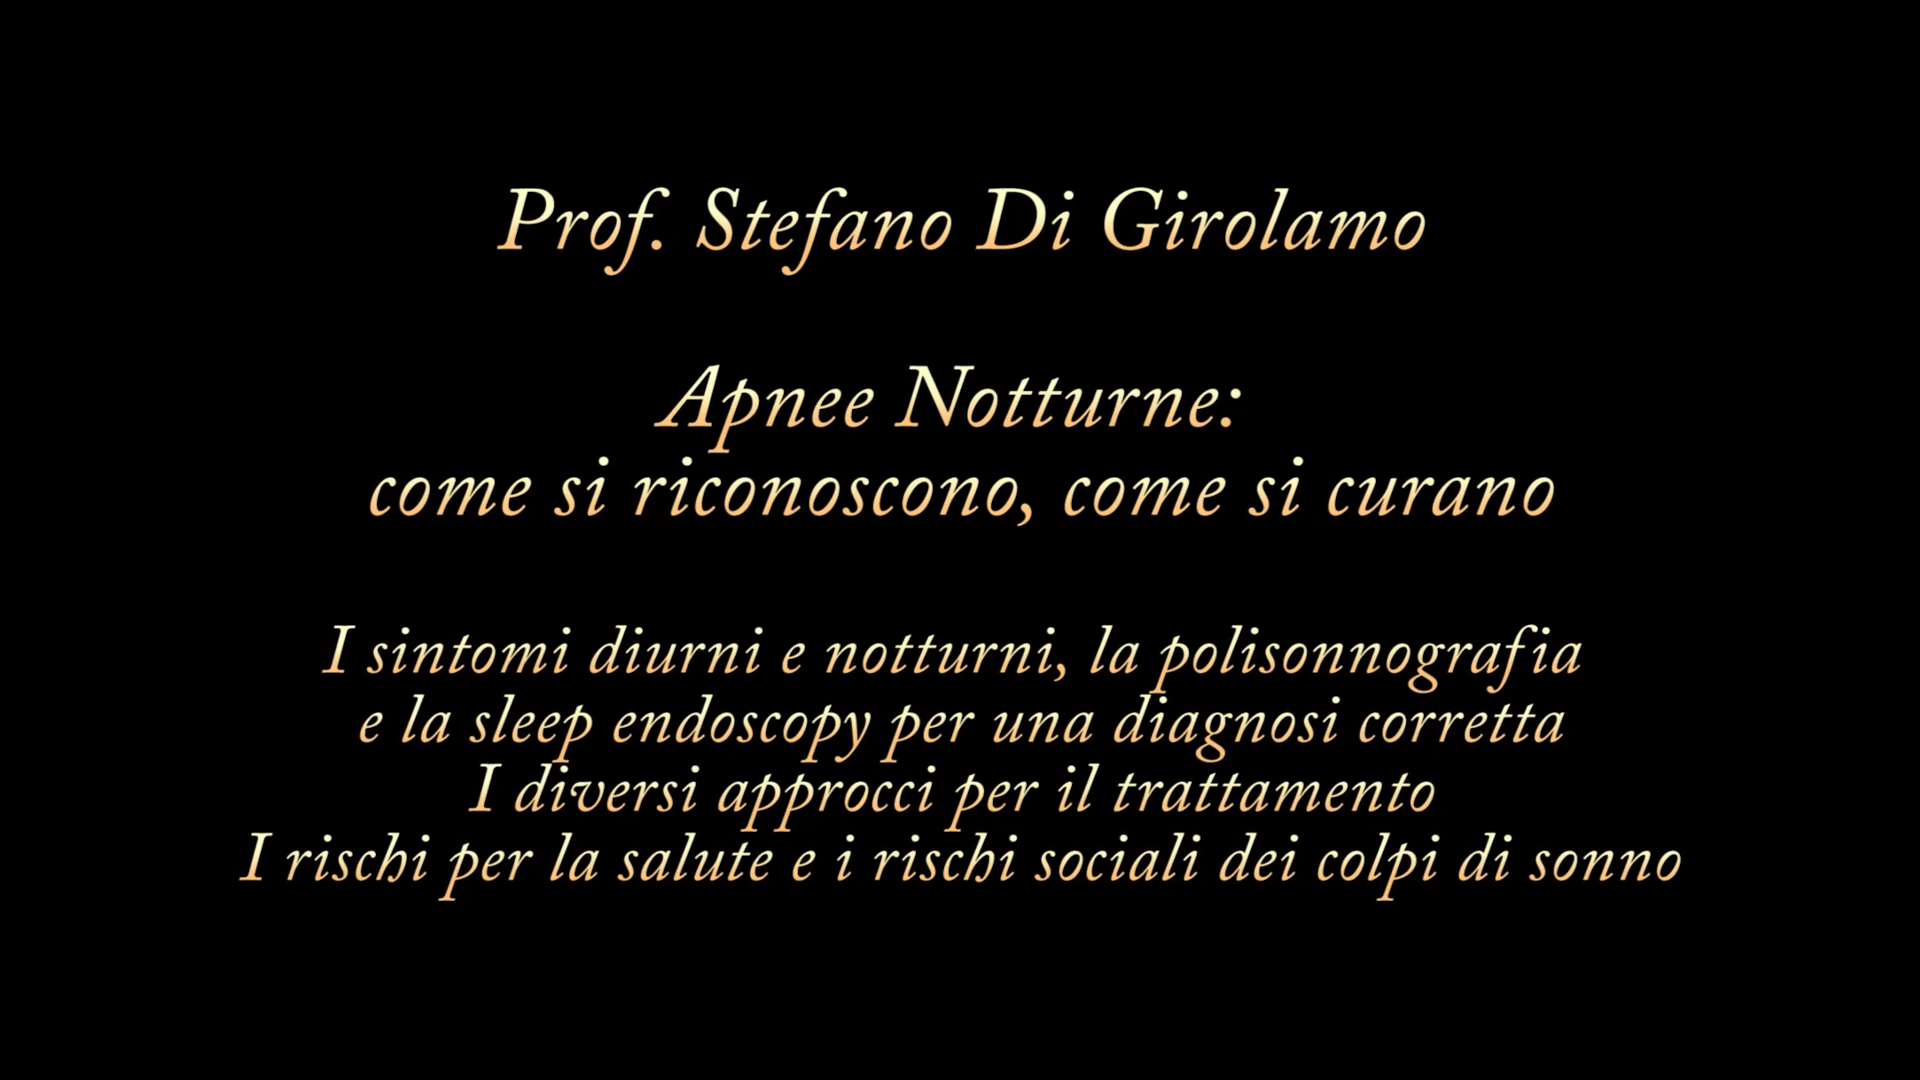 Prof. Stefano Di Girolamo
Apnee Notturne:
come si riconoscono, come si curano
I sintomi diurni e notturni, la polisonnografia
e la sleep endoscopy per una diagnosi corretta
I diversi approcci per il trattamento
I rischi per la salute e i rischi sociali dei colpi di sonno